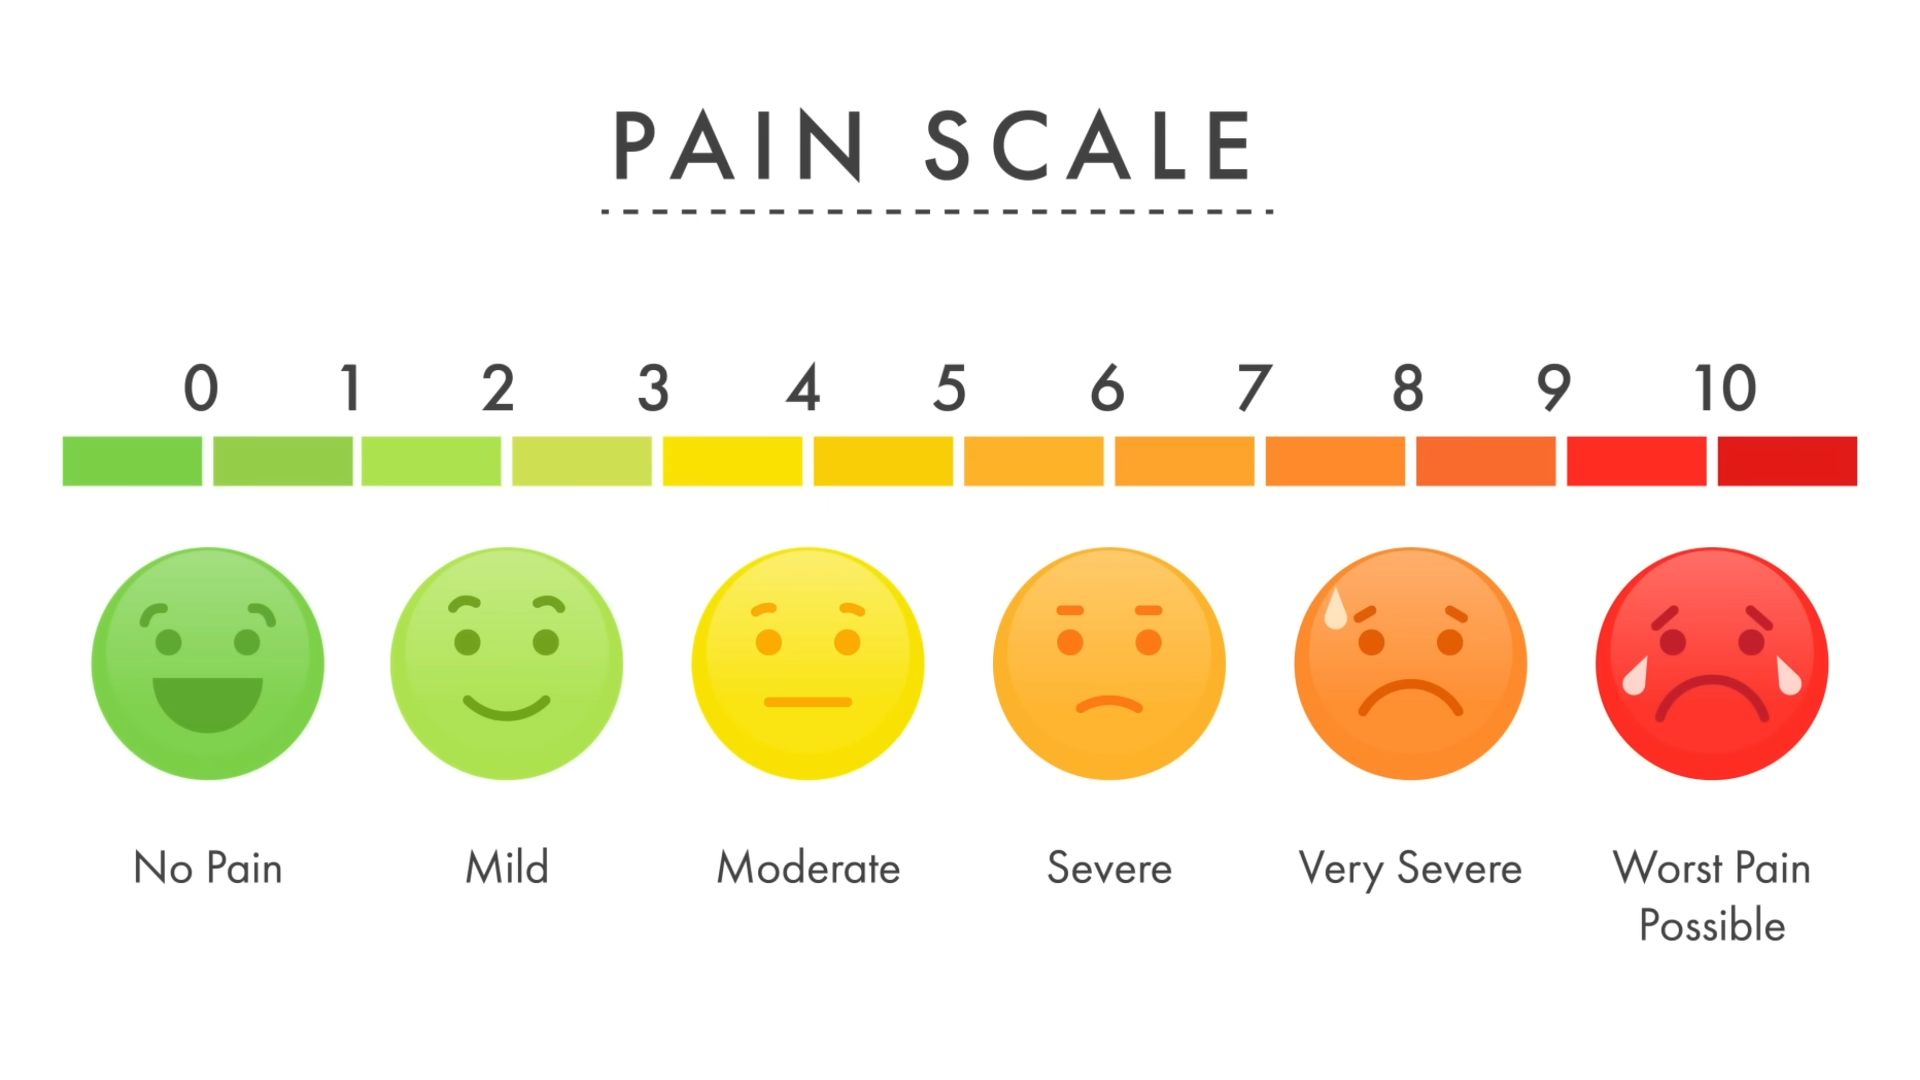 PAIN SCALE
0 1 2 3 4 5 6 7 8 9 10
No Pain Mild Moderate Severe Very Severe Worst Pain
Possible